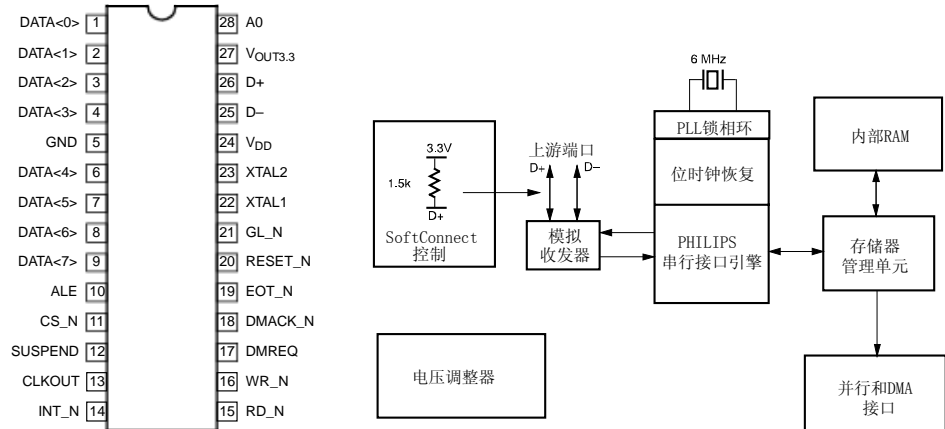 DATA<0> 1 28 A0
DATA<1> 2 27 VOUT3.3
DATA<2> 3 26 D+
DATA<3> 4 25 D−
GND 5 24 VDD
DATA<4> 6 23 XTAL2
DATA<5> 7 22 XTAL1
DATA<6> 8 21 GL_N
DATA<7> 9 20 RESET_N
ALE 10 19 EOT_N
CS_N 11 18 DMACK_N
SUSPEND 12 17 DMREQ
CLKOUT 13 16 WR_N
INT_N 14 15 RD_N
3.3V
1.5k
D+
SoftConnect
控制
上游端口
D+ D−
模拟
收发器
6 MHz
PLL锁相环
位时钟恢复
PHILIPS
串行接口引擎
内部RAM
存储器
管理单元
并行和DMA
接口
电压调整器